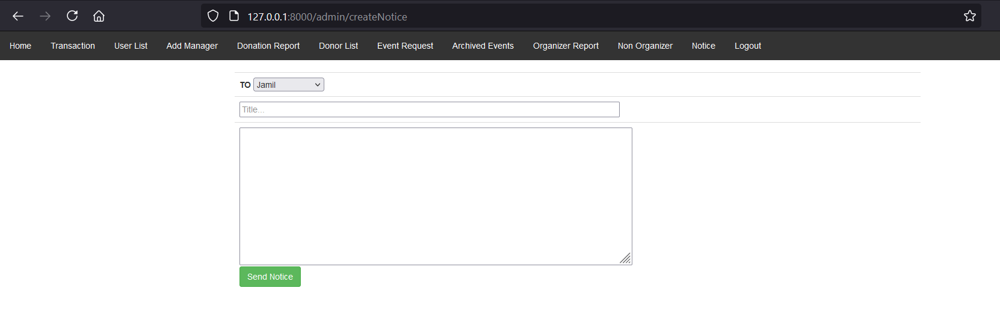 127.0.0.1:8000/admin/createNotice
Home Transaction User List Add Manager Donation Report Donor List Event Request Archived Events Organizer Report Non Organizer Notice Logout
TO Jamil
Title...
Send Notice